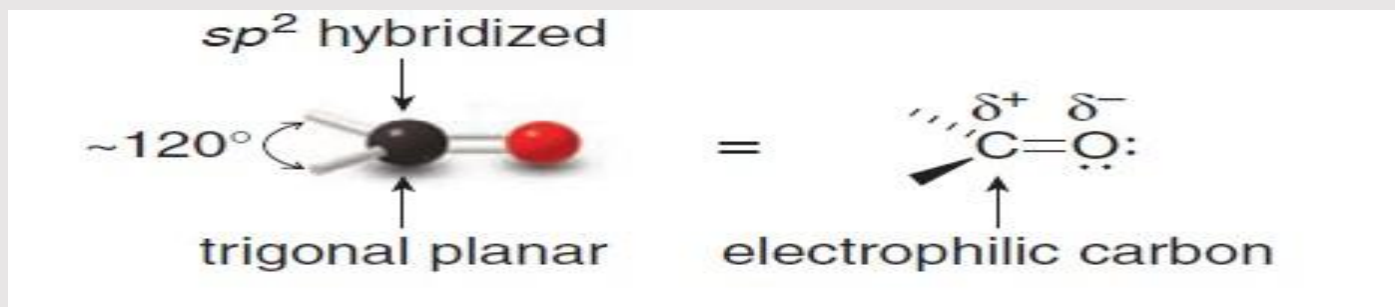 sp² hybridized
~120°
=
δ⁺ δ⁻
C=O:
trigonal planar
electrophilic carbon